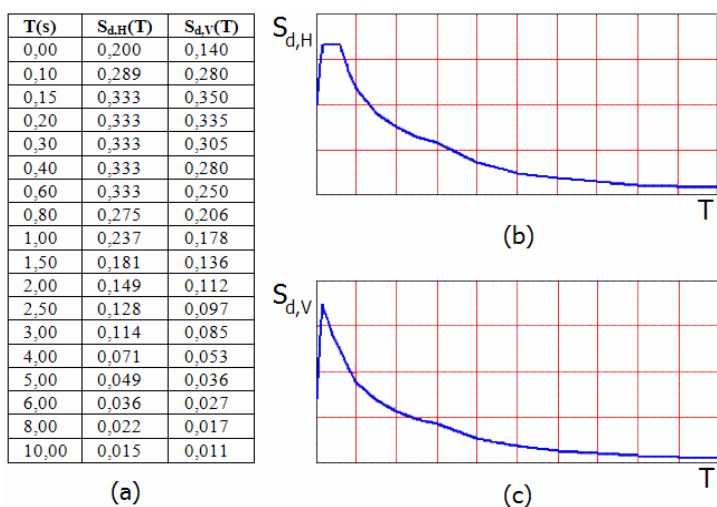 T(s) S_d,H(T) S_d,V(T)
0,00 0,200 0,140
0,10 0,289 0,280
0,15 0,333 0,350
0,20 0,333 0,335
0,30 0,333 0,305
0,40 0,333 0,280
0,60 0,333 0,250
0,80 0,275 0,206
1,00 0,237 0,178
1,50 0,181 0,136
2,00 0,149 0,112
2,50 0,128 0,097
3,00 0,114 0,085
4,00 0,071 0,053
5,00 0,049 0,036
6,00 0,036 0,027
8,00 0,022 0,017
10,00 0,015 0,011
(a)
S_d,H
T
(b)
S_d,V
T
(c)